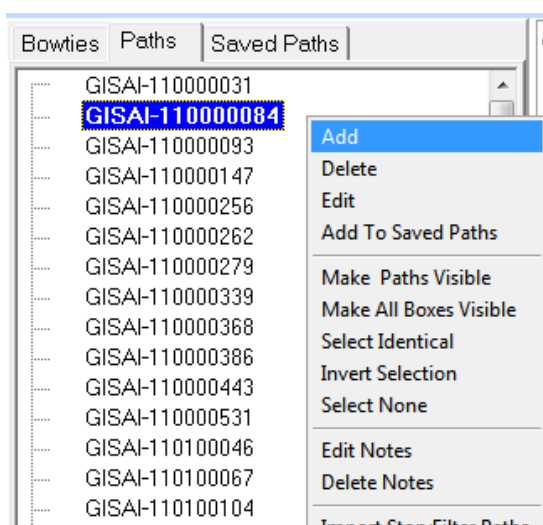 Bowties Paths Saved Paths
GISAI-110000031
GISAI-110000084
GISAI-110000093
GISAI-110000147
GISAI-110000256
GISAI-110000262
GISAI-110000279
GISAI-110000339
GISAI-110000368
GISAI-110000386
GISAI-110000443
GISAI-110000531
GISAI-110100046
GISAI-110100067
GISAI-110100104
Add
Delete
Edit
Add To Saved Paths
Make Paths Visible
Make All Boxes Visible
Select Identical
Invert Selection
Select None
Edit Notes
Delete Notes